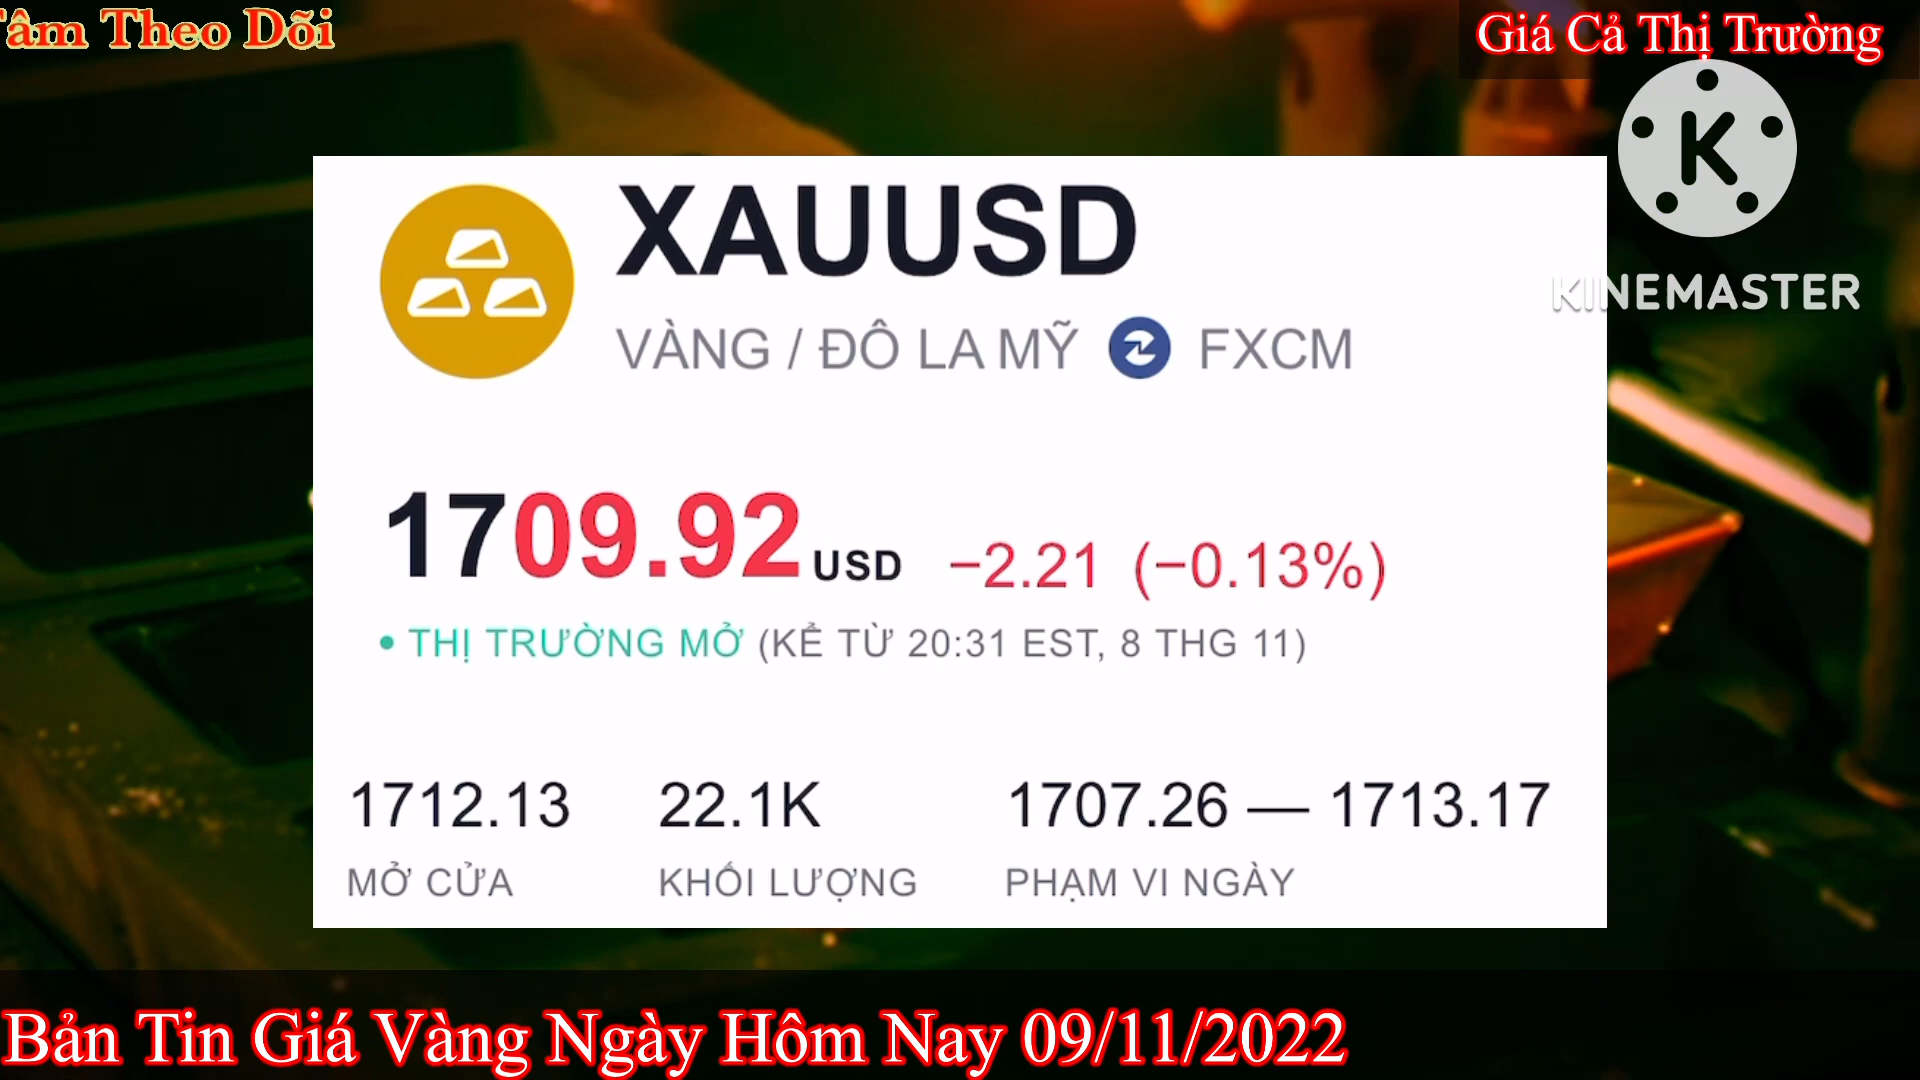 Tâm Theo Dõi
Giá Cả Thị Trường
K
KINEMASTER
XAUUSD
VÀNG / ĐÔ LA MỸ FXCM
1709.92 USD −2.21 (−0.13%)
• THỊ TRƯỜNG MỞ (KỂ TỪ 20:31 EST, 8 THG 11)
1712.13 22.1K 1707.26 — 1713.17
MỞ CỬA KHỐI LƯỢNG PHẠM VI NGÀY
Bản Tin Giá Vàng Ngày Hôm Nay 09/11/2022